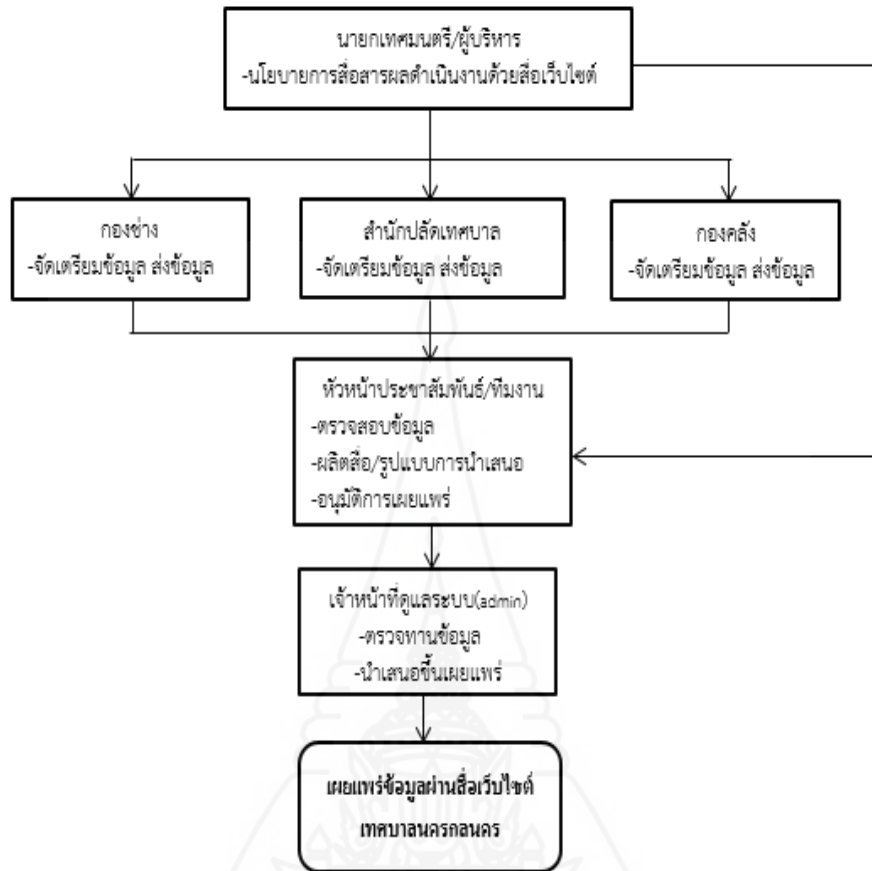 นายกเทศมนตรี/ผู้บริหาร
-นโยบายการสื่อสารผลดำเนินงานด้วยสื่อเว็บไซต์
กองช่าง
-จัดเตรียมข้อมูล ส่งข้อมูล
สำนักปลัดเทศบาล
-จัดเตรียมข้อมูล ส่งข้อมูล
กองคลัง
-จัดเตรียมข้อมูล ส่งข้อมูล
หัวหน้าประชาสัมพันธ์/ทีมงาน
-ตรวจสอบข้อมูล
-ผลิตสื่อ/รูปแบบการนำเสนอ
-อนุมัติการเผยแพร่
เจ้าหน้าที่ดูแลระบบ(admin)
-ตรวจทานข้อมูล
-นำเสนอขึ้นเผยแพร่
เผยแพร่ข้อมูลผ่านสื่อเว็บไซต์
เทศบาลนครกลนคร